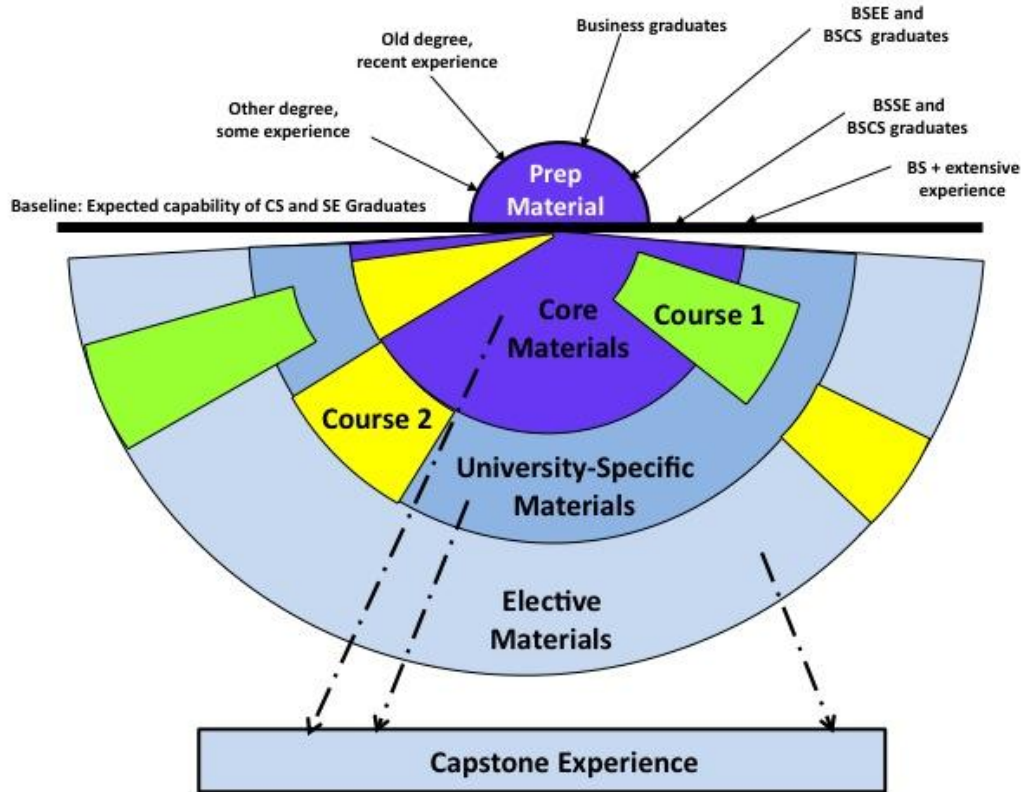 Business graduates
BSEE and
BSCS graduates
Old degree,
recent experience
Other degree,
some experience
BSSE and
BSCS graduates
BS + extensive
experience
Prep
Material
Baseline: Expected capability of CS and SE Graduates
Core
Materials
Course 1
Course 2
University-Specific
Materials
Elective
Materials
Capstone Experience